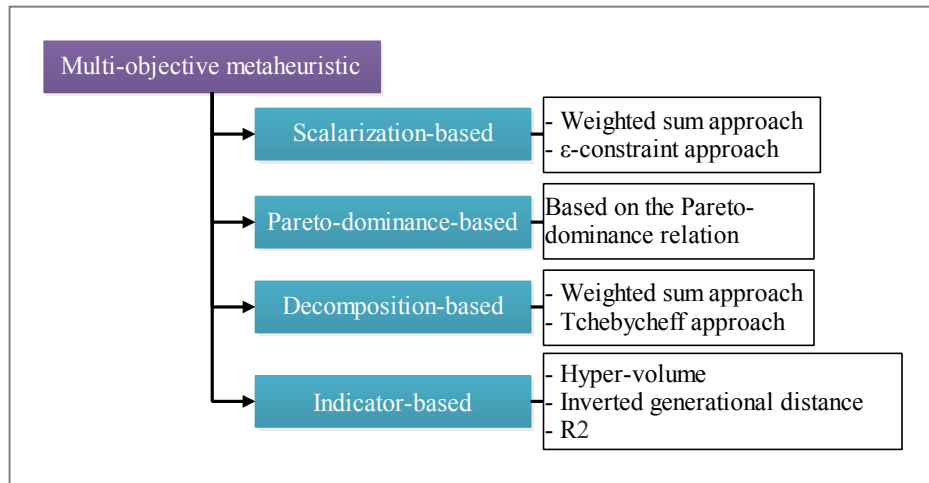 Multi-objective metaheuristic
Scalarization-based
- Weighted sum approach
- ε-constraint approach
Pareto-dominance-based
Based on the Pareto-
dominance relation
Decomposition-based
- Weighted sum approach
- Tchebycheff approach
Indicator-based
- Hyper-volume
- Inverted generational distance
- R2